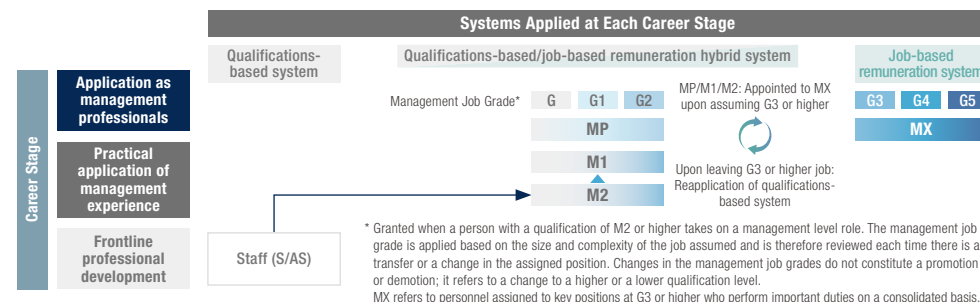 Systems Applied at Each Career Stage
Qualifications-
based system
Qualifications-based/job-based remuneration hybrid system
Job-based
remuneration system
Career Stage
Application as
management
professionals
Practical
application of
management
experience
Frontline
professional
development
Management Job Grade*
G
G1
G2
MP
M1
M2
MP/M1/M2: Appointed to MX
upon assuming G3 or higher
Upon leaving G3 or higher job:
Reapplication of qualifications-
based system
G3
G4
G5
MX
Staff (S/AS)
* Granted when a person with a qualification of M2 or higher takes on a management level role. The management job
grade is applied based on the size and complexity of the job assumed and is therefore reviewed each time there is a
transfer or a change in the assigned position. Changes in the management job grades do not constitute a promotion
or demotion; it refers to a change to a higher or a lower qualification level.
MX refers to personnel assigned to key positions at G3 or higher who perform important duties on a consolidated basis.